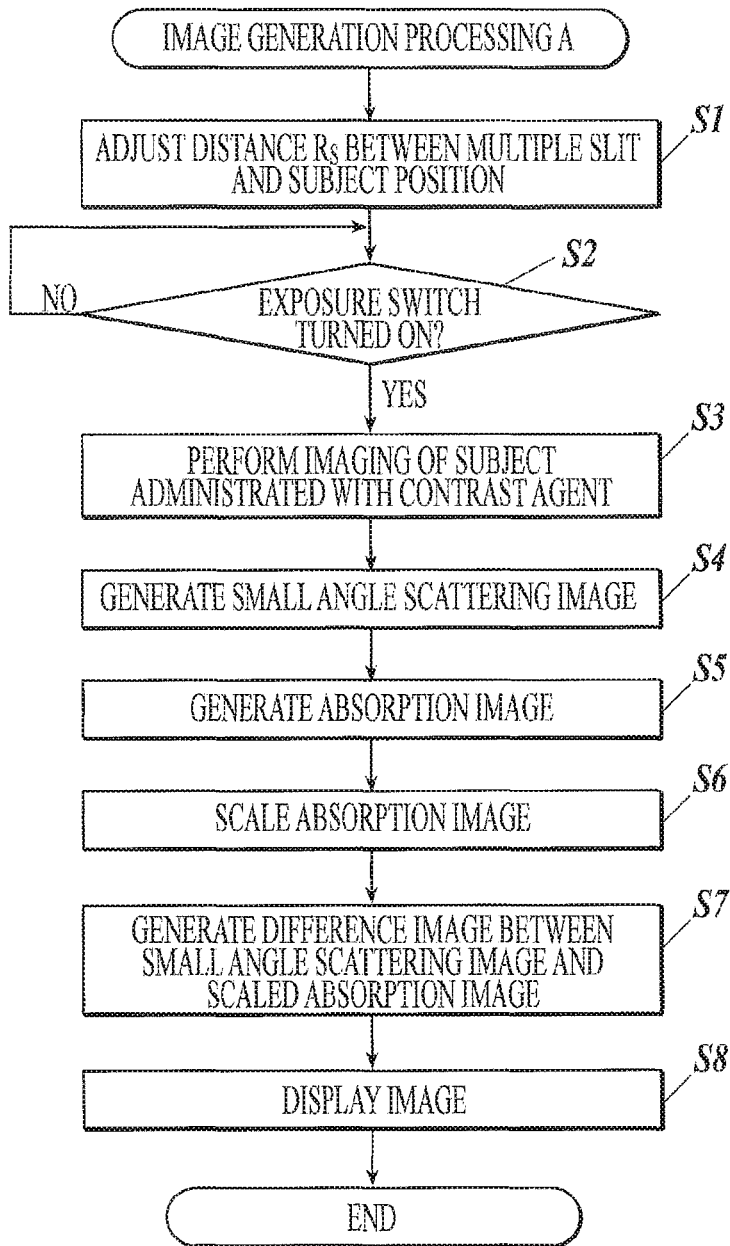 IMAGE GENERATION PROCESSING A
S1
ADJUST DISTANCE RS BETWEEN MULTIPLE SLIT
AND SUBJECT POSITION
S2
NO
EXPOSURE SWITCH
TURNED ON?
YES
S3
PERFORM IMAGING OF SUBJECT
ADMINISTRATED WITH CONTRAST AGENT
S4
GENERATE SMALL ANGLE SCATTERING IMAGE
S5
GENERATE ABSORPTION IMAGE
S6
SCALE ABSORPTION IMAGE
S7
GENERATE DIFFERENCE IMAGE BETWEEN
SMALL ANGLE SCATTERING IMAGE AND
SCALED ABSORPTION IMAGE
S8
DISPLAY IMAGE
END